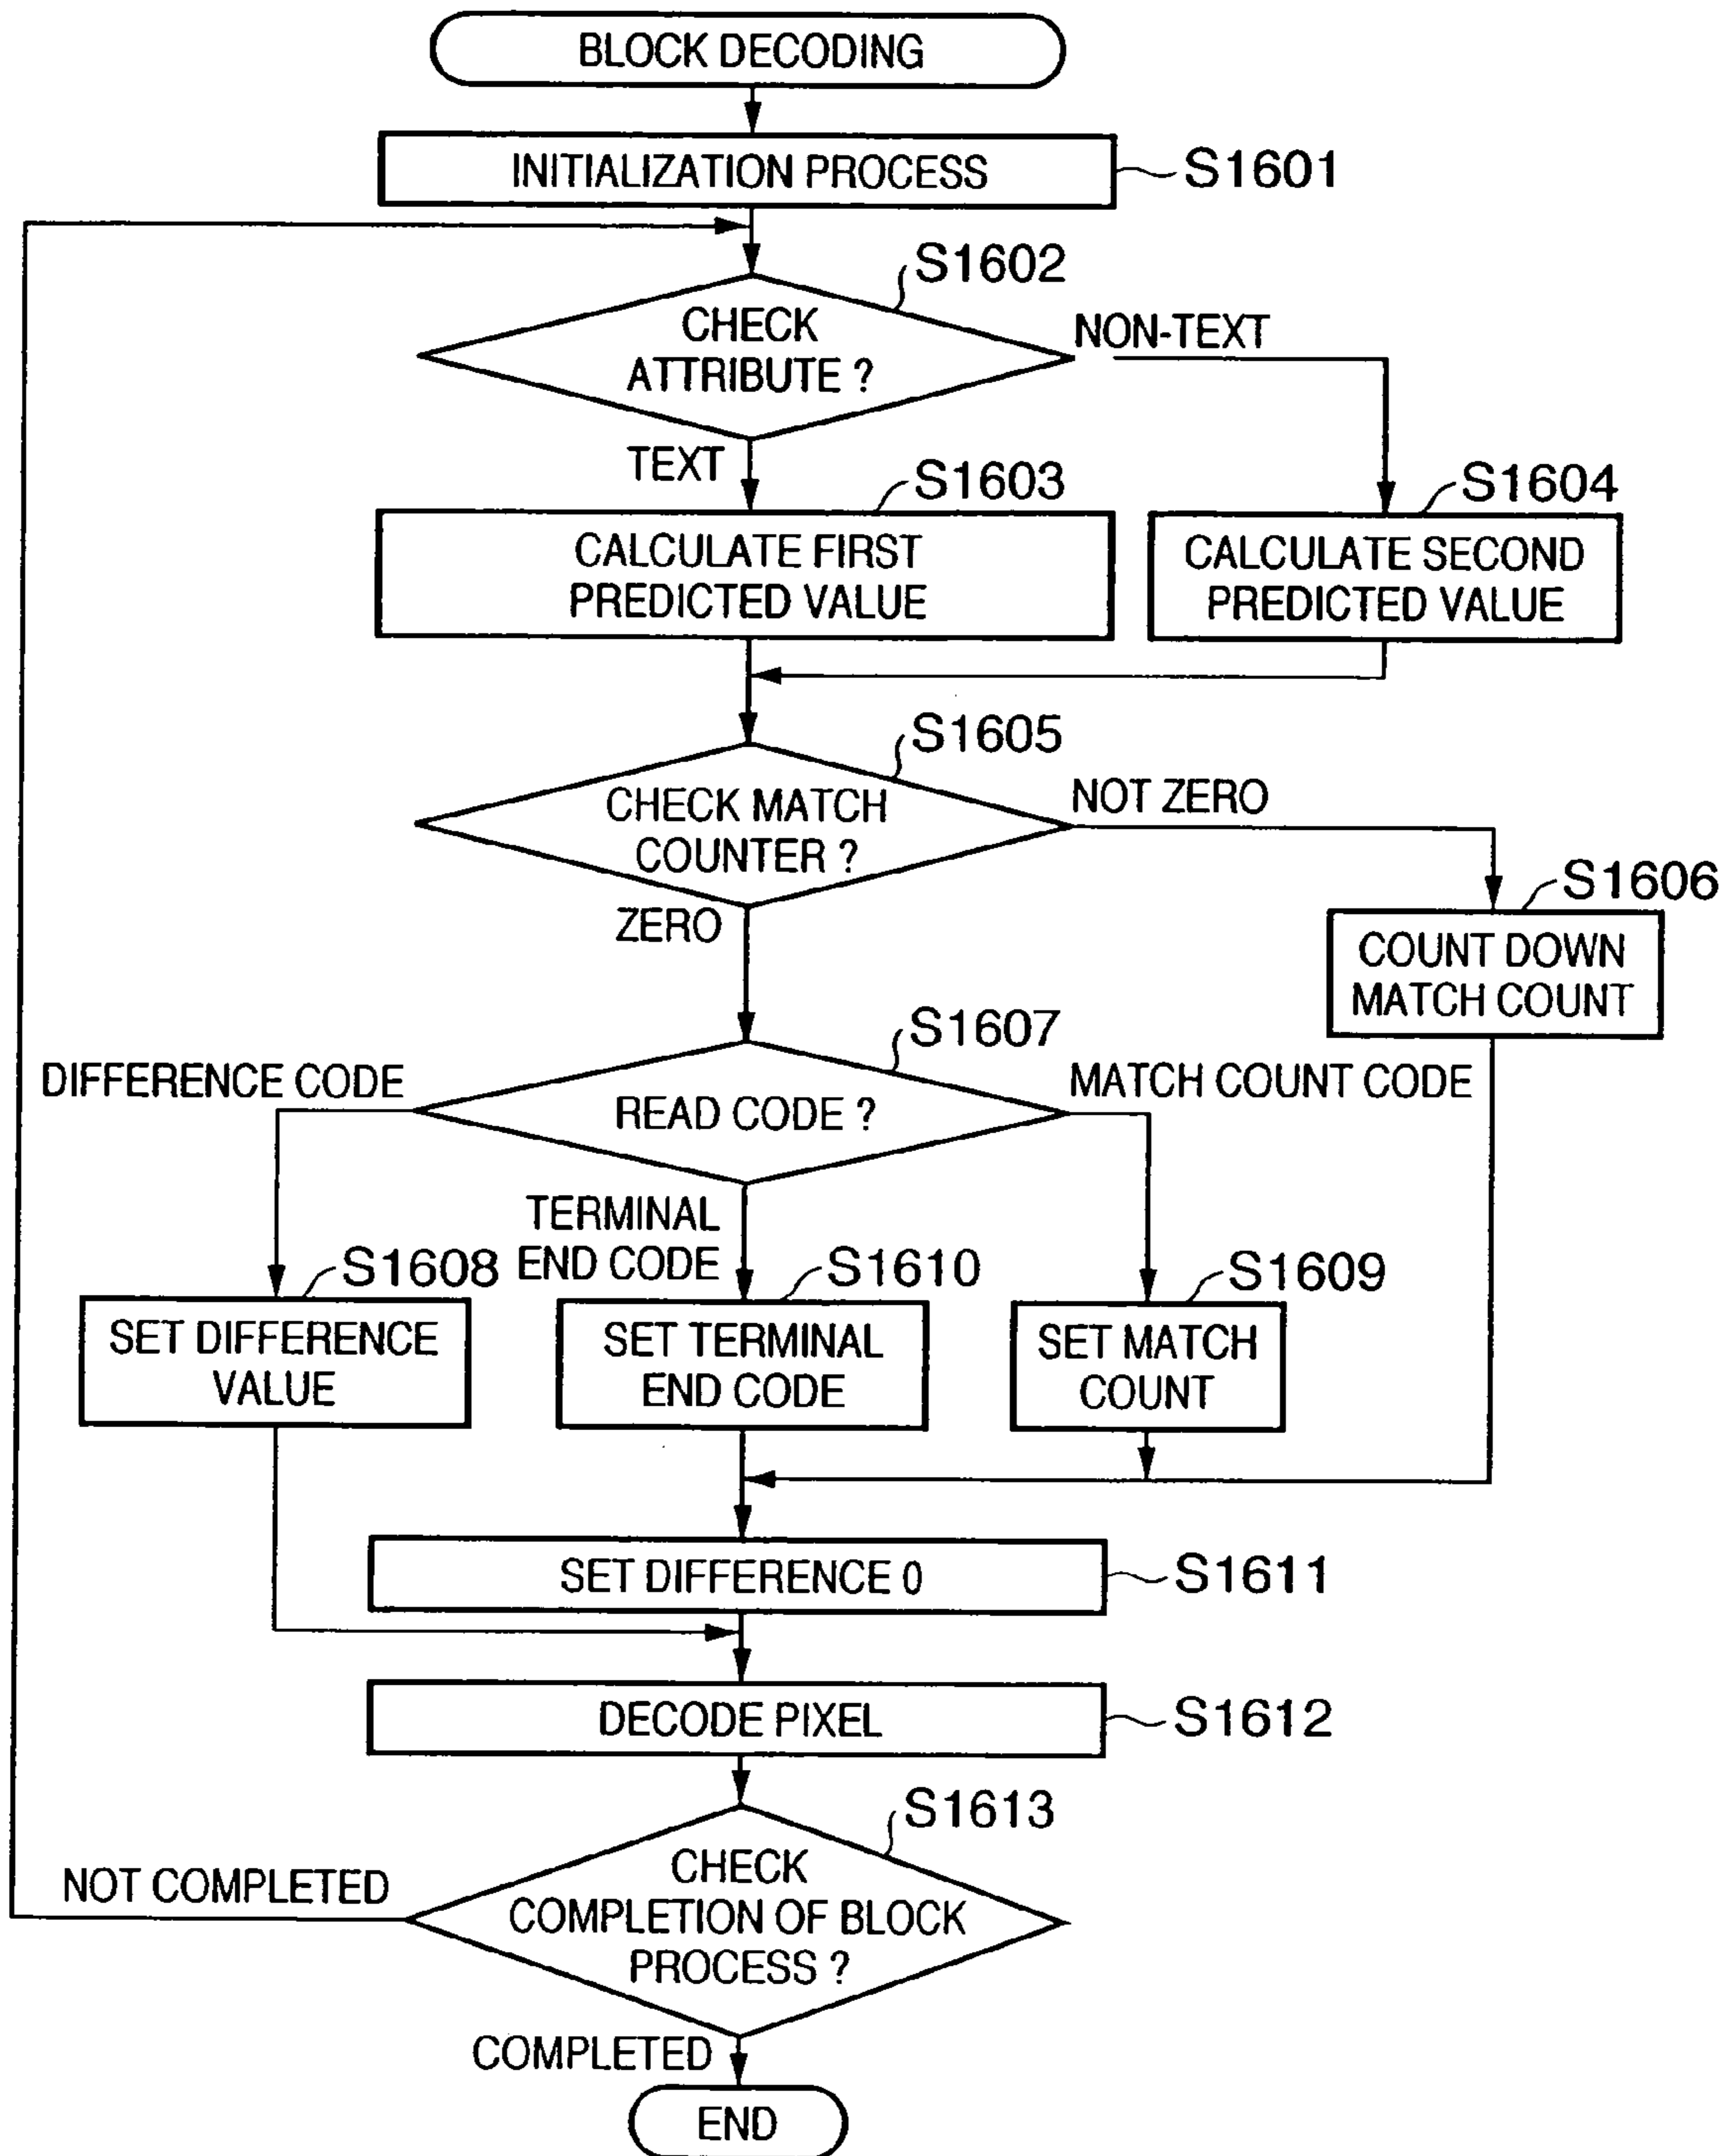 BLOCK DECODING
INITIALIZATION PROCESS
S1601
S1602
CHECK
ATTRIBUTE ?
NON-TEXT
TEXT
S1603
S1604
CALCULATE FIRST
PREDICTED VALUE
CALCULATE SECOND
PREDICTED VALUE
S1605
CHECK MATCH
COUNTER ?
NOT ZERO
ZERO
S1606
COUNT DOWN
MATCH COUNT
S1607
DIFFERENCE CODE
READ CODE ?
MATCH COUNT CODE
TERMINAL
END CODE
S1608
S1610
S1609
SET DIFFERENCE
VALUE
SET TERMINAL
END CODE
SET MATCH
COUNT
SET DIFFERENCE 0
S1611
DECODE PIXEL
S1612
S1613
CHECK
COMPLETION OF BLOCK
PROCESS ?
NOT COMPLETED
COMPLETED
END